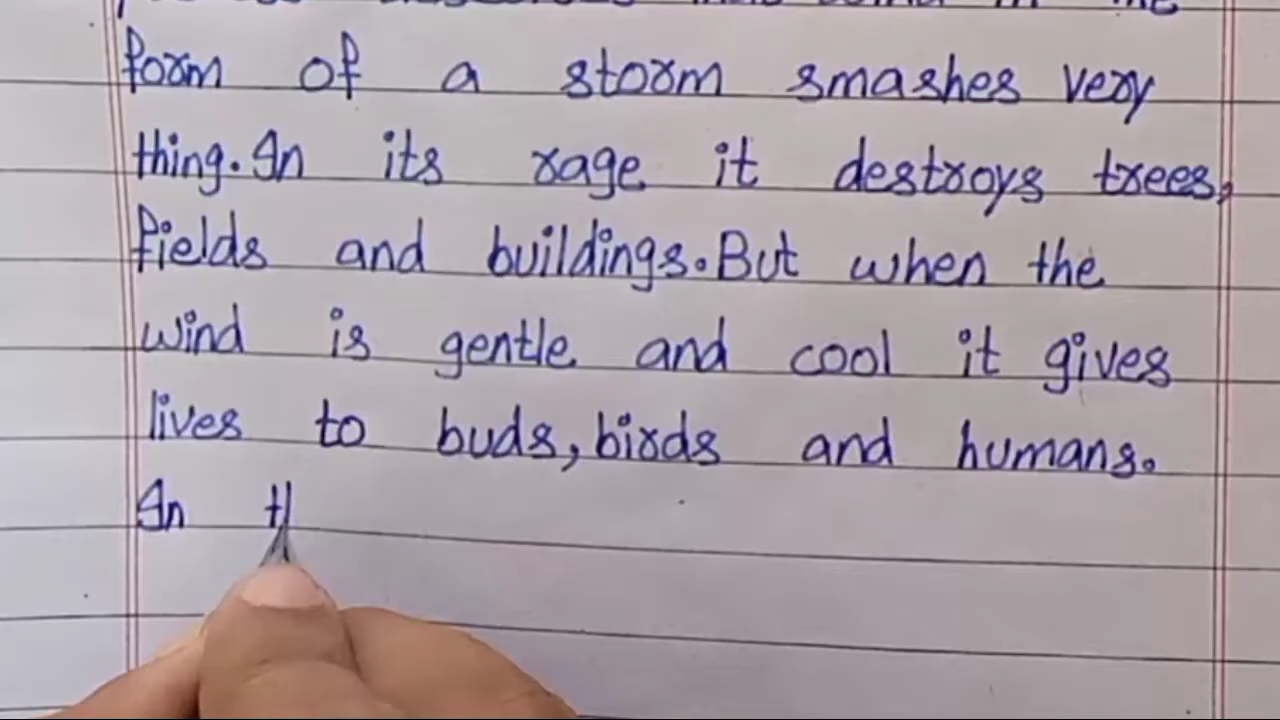 form of a storm smashes very
thing. In its rage it destroys trees,
fields and buildings. But when the
wind is gentle and cool it gives
lives to buds, birds and humans.
In